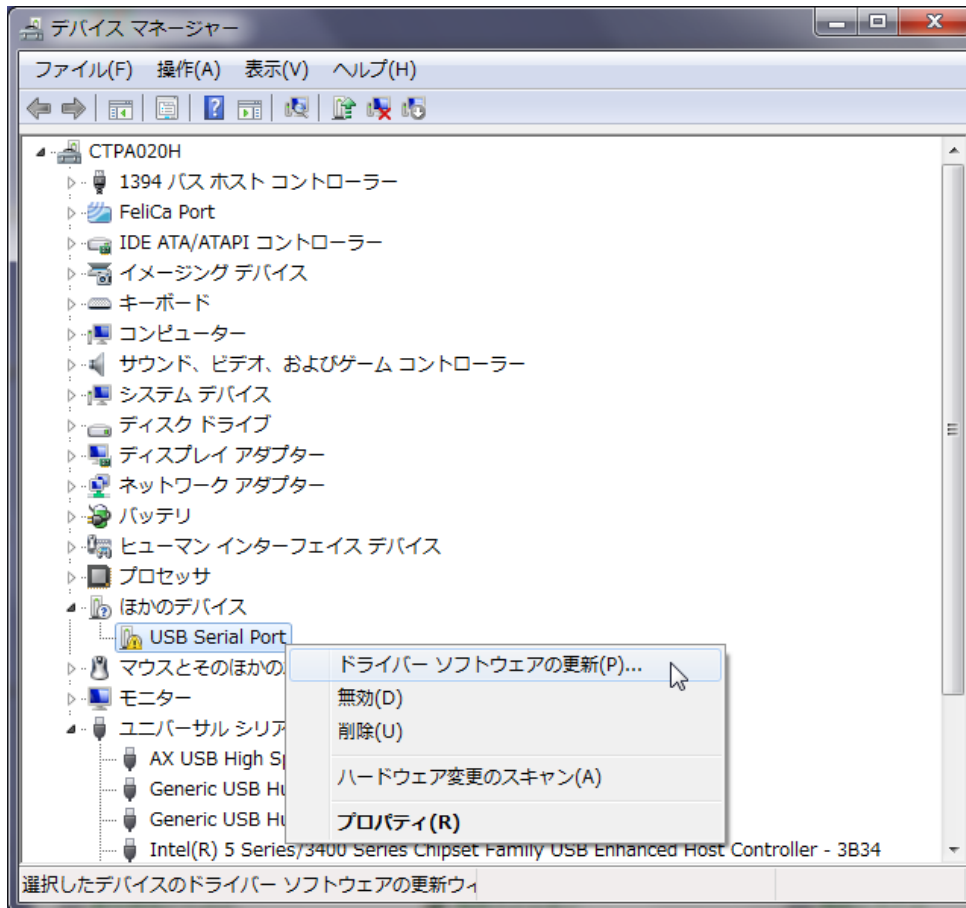 デバイス マネージャー
ファイル(F) 操作(A) 表示(V) ヘルプ(H)
CTPA020H
1394 バス ホスト コントローラー
FeliCa Port
IDE ATA/ATAPI コントローラー
イメージング デバイス
キーボード
コンピューター
サウンド、ビデオ、およびゲーム コントローラー
システム デバイス
ディスク ドライブ
ディスプレイ アダプター
ネットワーク アダプター
バッテリ
ヒューマン インターフェイス デバイス
プロセッサ
ほかのデバイス
USB Serial Port
マウスとそのほかの
ドライバー ソフトウェアの更新(P)...
モニター
無効(D)
ユニバーサル シリア
削除(U)
AX USB High Sp
ハードウェア変更のスキャン(A)
Generic USB Hu
Generic USB Hu
プロパティ(R)
Intel(R) 5 Series/3400 Series Chipset Family USB Enhanced Host Controller - 3B34
選択したデバイスのドライバー ソフトウェアの更新ウィ